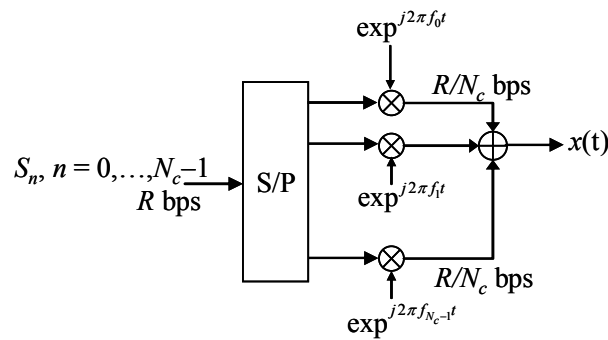 exp^{j2πf_0t}
R/N_c bps
S_n, n = 0,…,N_c−1
R bps
S/P
x(t)
exp^{j2πf_1t}
R/N_c bps
exp^{j2πf_{N_c−1}t}